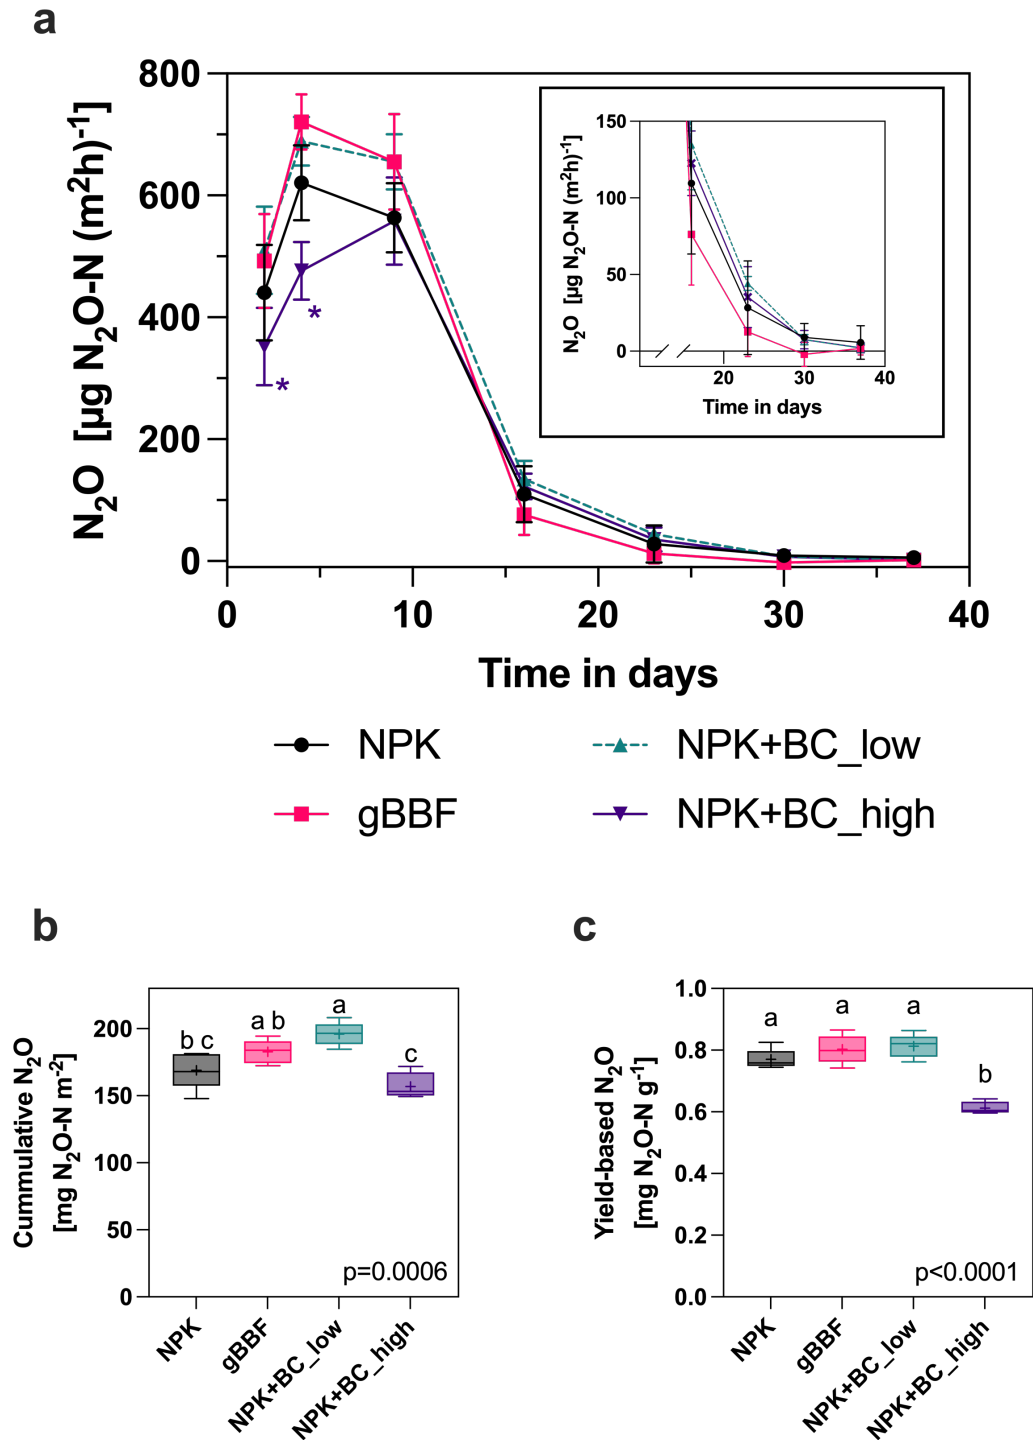 a
800
600
400
200
0
N₂O [µg N₂O-N (m²h)⁻¹]
*
*
0 10 20 30 40
Time in days
150
100
50
0
N₂O [µg N₂O-N (m²h)⁻¹]
20 30 40
Time in days
NPK NPK+BC_low
gBBF NPK+BC_high
b
200
150
100
50
0
Cummulative N₂O
[mg N₂O-N m⁻²]
b c
a b
a
c
p=0.0006
NPK
gBBF
NPK+BC_low
NPK+BC_high
c
1.0
0.8
0.6
0.4
0.2
0.0
Yield-based N₂O
[mg N₂O-N g⁻¹]
a
a
a
b
p<0.0001
NPK
gBBF
NPK+BC_low
NPK+BC_high